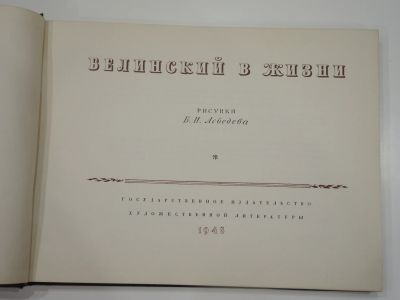 БЕЛИНСКИЙ В ЖИЗНИ
РИСУНКИ
Б. И. Лебедева
*
ГОСУДАРСТВЕННОЕ ИЗДАТЕЛЬСТВО
ХУДОЖЕСТВЕННОЙ ЛИТЕРАТУРЫ
1948